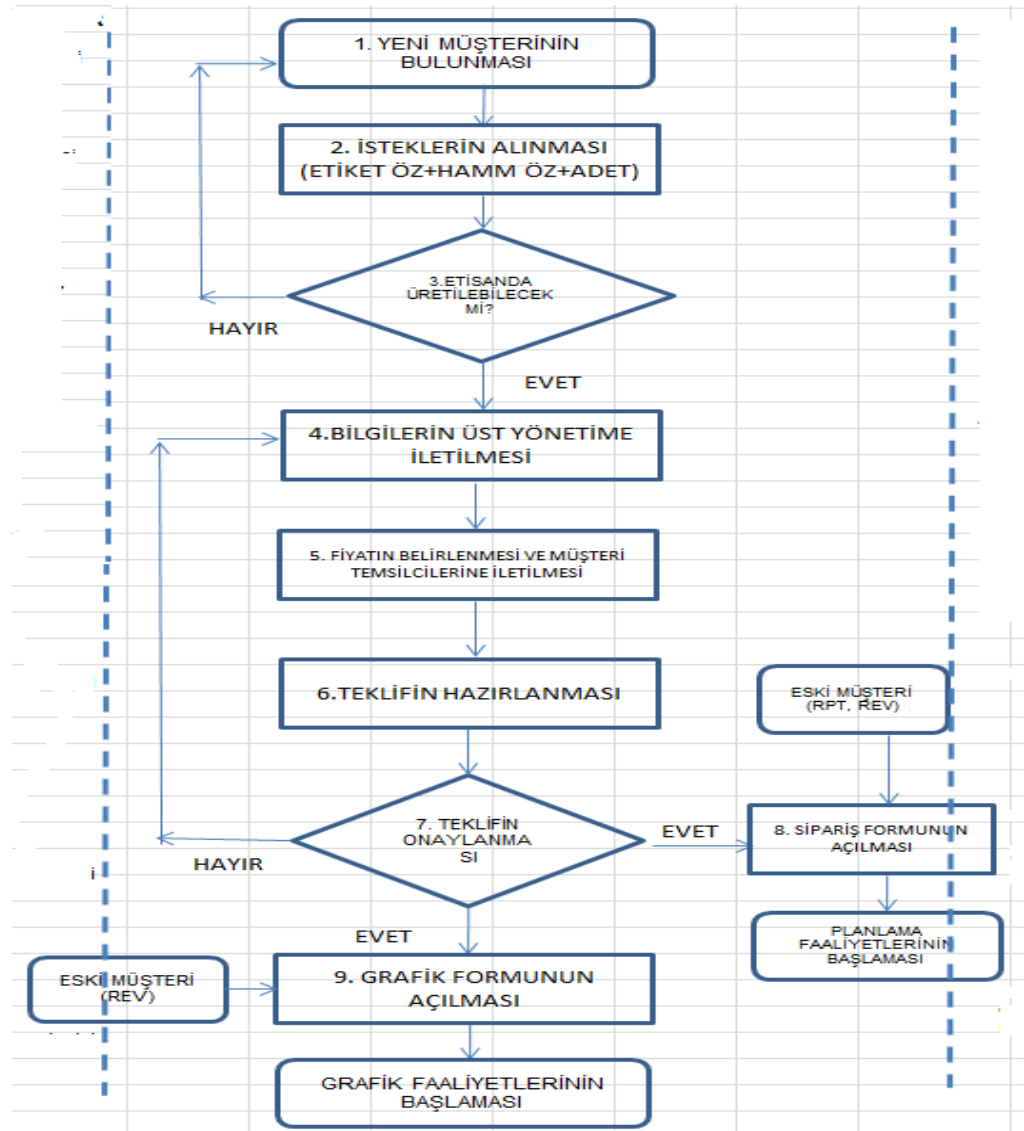 1. YENİ MÜŞTERİNİN
BULUNMASI
2. İSTEKLERİN ALINMASI
(ETİKET ÖZ+HAMM ÖZ+ADET)
3.ETİSANDA
ÜRETİLEBİLECEK
Mİ?
HAYIR
EVET
4.BİLGİLERİN ÜST YÖNETİME
İLETİLMESİ
5. FİYATIN BELİRLENMESİ VE MÜŞTERİ
TEMSİLCİLERİNE İLETİLMESİ
6.TEKLİFİN HAZIRLANMASI
ESKİ MÜŞTERİ
(RPT, REV)
7. TEKLİFİN
ONAYLANMA
SI
EVET
8. SİPARİŞ FORMUNUN
AÇILMASI
HAYIR
EVET
PLANLAMA
FAALİYETLERİNİN
BAŞLAMASI
ESKİ MÜŞTERİ
(REV)
9. GRAFİK FORMUNUN
AÇILMASI
GRAFİK FAALİYETLERİNİN
BAŞLAMASI